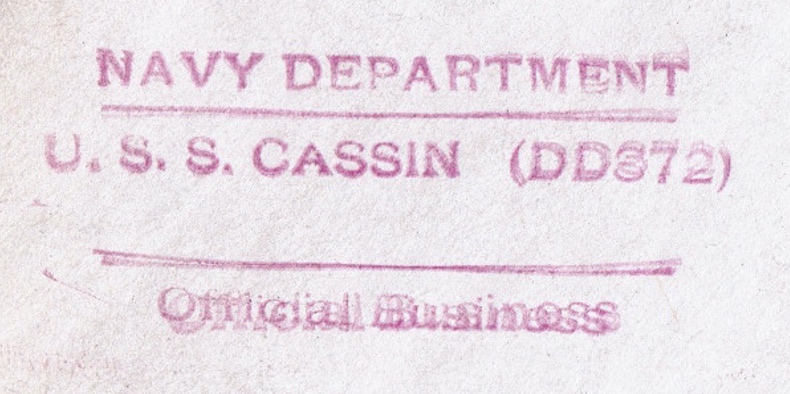 NAVY DEPARTMENT
U. S. S. CASSIN (DD372)
Official Business